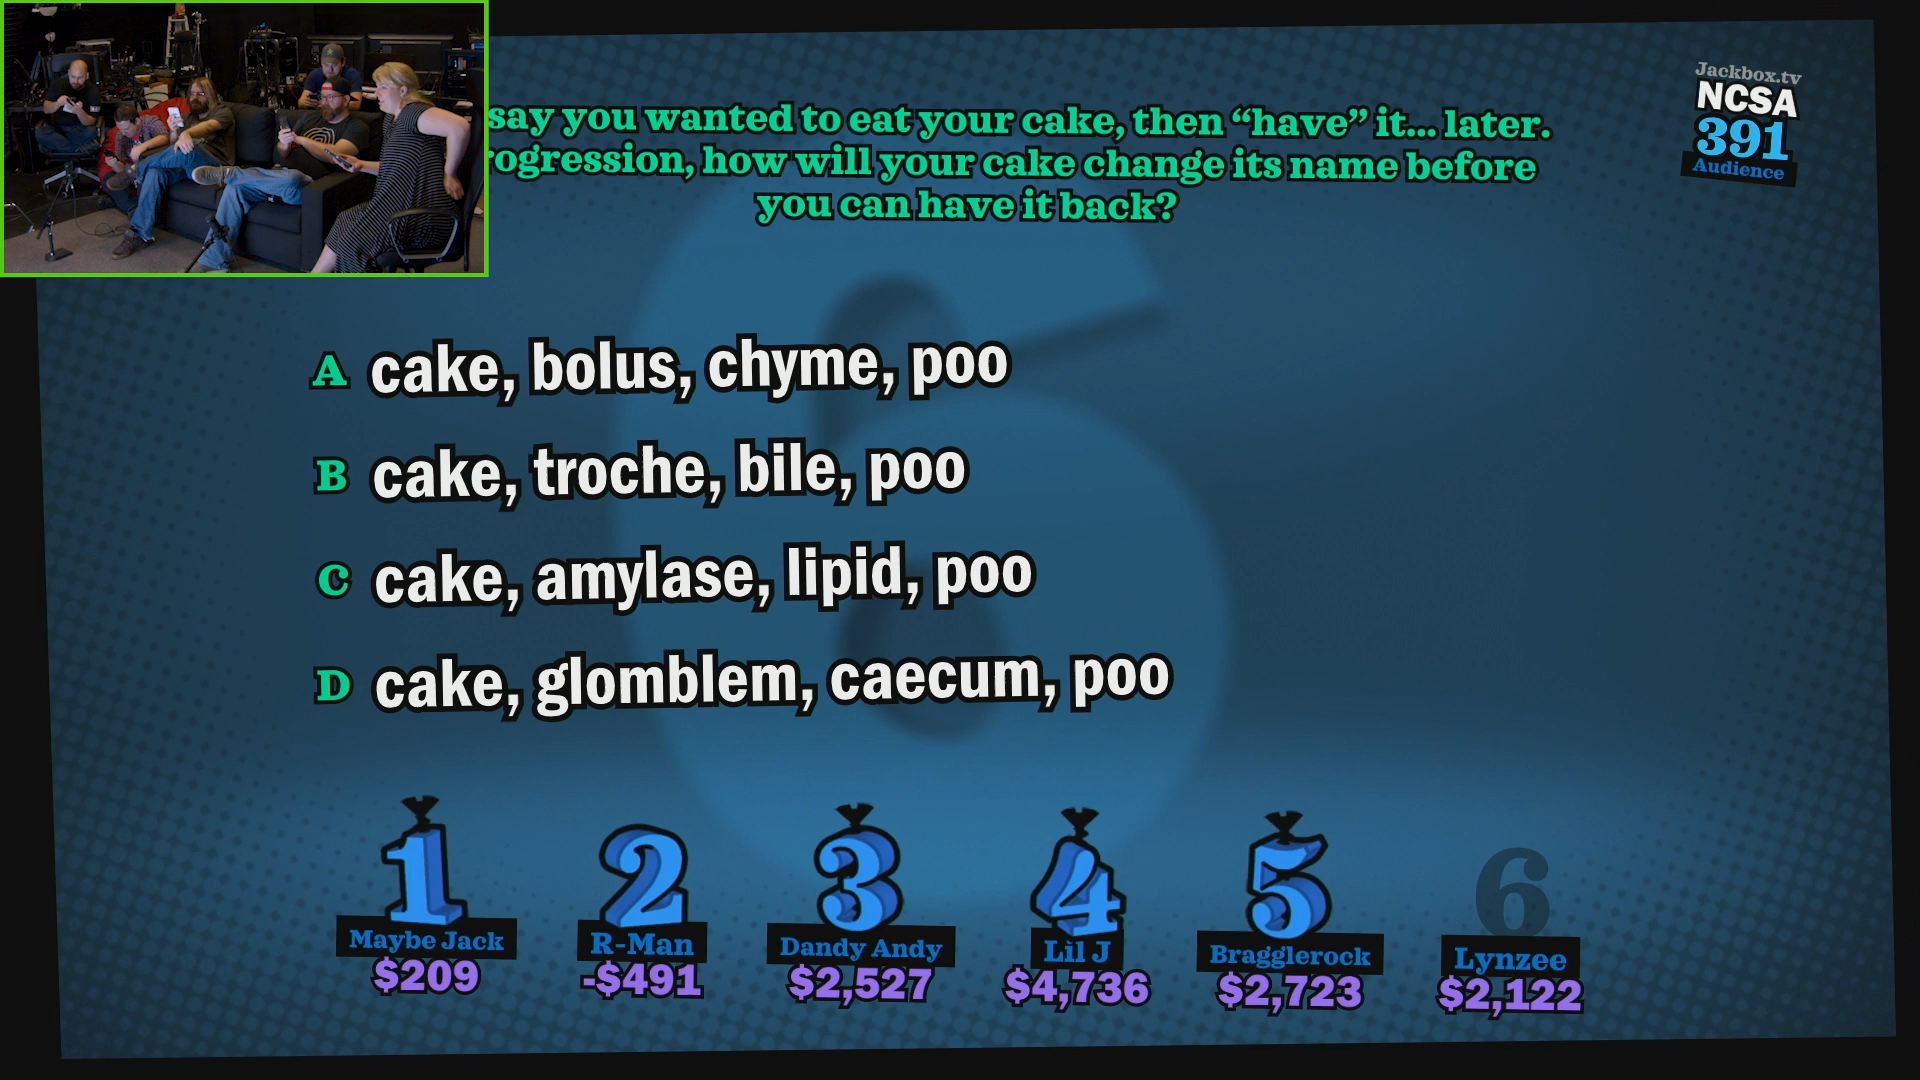 say you wanted to eat your cake, then “have” it... later.
rogression, how will your cake change its name before
you can have it back?
Jackbox.tv
NCSA
391
Audience
A cake, bolus, chyme, poo
B cake, troche, bile, poo
C cake, amylase, lipid, poo
D cake, glomblem, caecum, poo
1 2 3 4 5 6
Maybe Jack R-Man Dandy Andy Lil J Bragglerock Lynzee
$209 -$491 $2,527 $4,736 $2,723 $2,122